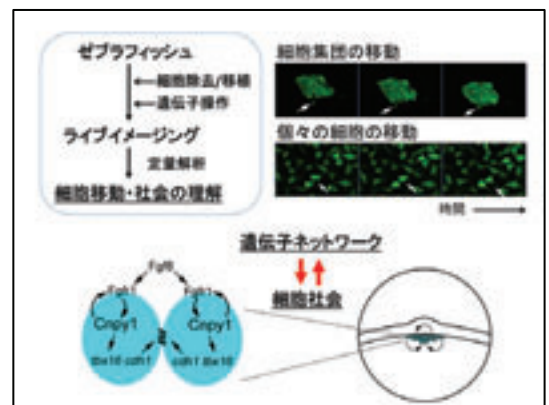 ゼブラフィッシュ
細胞除去/移植
遺伝子操作
ライブイメージング
定量解析
細胞移動・社会の理解
細胞集団の移動
個々の細胞の移動
時間
遺伝子ネットワーク
細胞社会
Fgf8
Cnpy1 Cnpy1
tbx16 cdh1 cdh1 tbx16